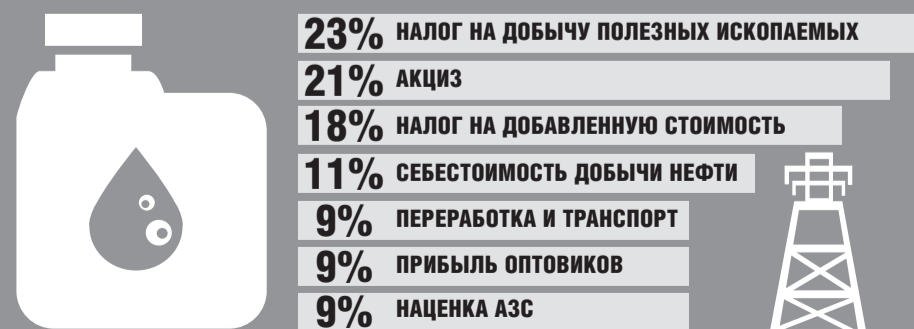 23% НАЛОГ НА ДОБЫЧУ ПОЛЕЗНЫХ ИСКОПАЕМЫХ
21% АКЦИЗ
18% НАЛОГ НА ДОБАВЛЕННУЮ СТОИМОСТЬ
11% СЕБЕСТОИМОСТЬ ДОБЫЧИ НЕФТИ
9% ПЕРЕРАБОТКА И ТРАНСПОРТ
9% ПРИБЫЛЬ ОПТОВИКОВ
9% НАЦЕНКА АЗС